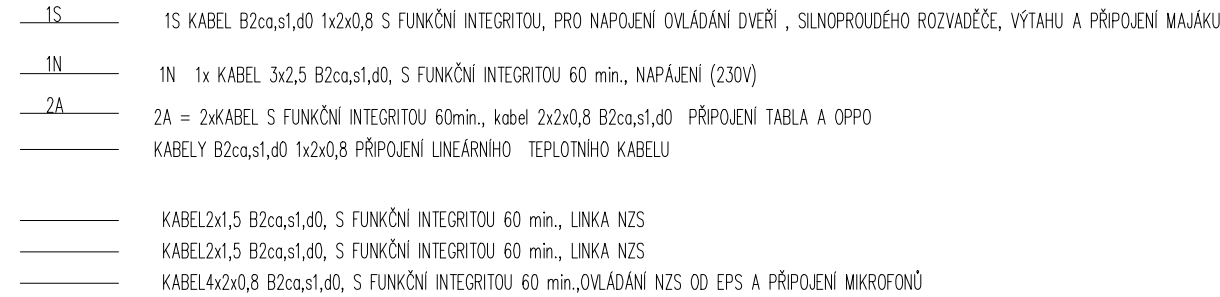 1S 1S KABEL B2ca,s1,d0 1x2x0,8 S FUNKČNÍ INTEGRITOU, PRO NAPOJENÍ OVLÁDÁNÍ DVEŘÍ , SILNOPROUDÉHO ROZVADĚČE, VÝTAHU A PŘIPOJENÍ MAJÁKU
1N 1N 1x KABEL 3x2,5 B2ca,s1,d0, S FUNKČNÍ INTEGRITOU 60 min., NAPÁJENÍ (230V)
2A 2A = 2xKABEL S FUNKČNÍ INTEGRITOU 60min., kabel 2x2x0,8 B2ca,s1,d0 PŘIPOJENÍ TABLA A OPPO
KABELY B2ca,s1,d0 1x2x0,8 PŘIPOJENÍ LINEÁRNÍHO TEPLOTNÍHO KABELU
KABEL2x1,5 B2ca,s1,d0, S FUNKČNÍ INTEGRITOU 60 min., LINKA NZS
KABEL2x1,5 B2ca,s1,d0, S FUNKČNÍ INTEGRITOU 60 min., LINKA NZS
KABEL4x2x0,8 B2ca,s1,d0, S FUNKČNÍ INTEGRITOU 60 min.,OVLÁDÁNÍ NZS OD EPS A PŘIPOJENÍ MIKROFONŮ